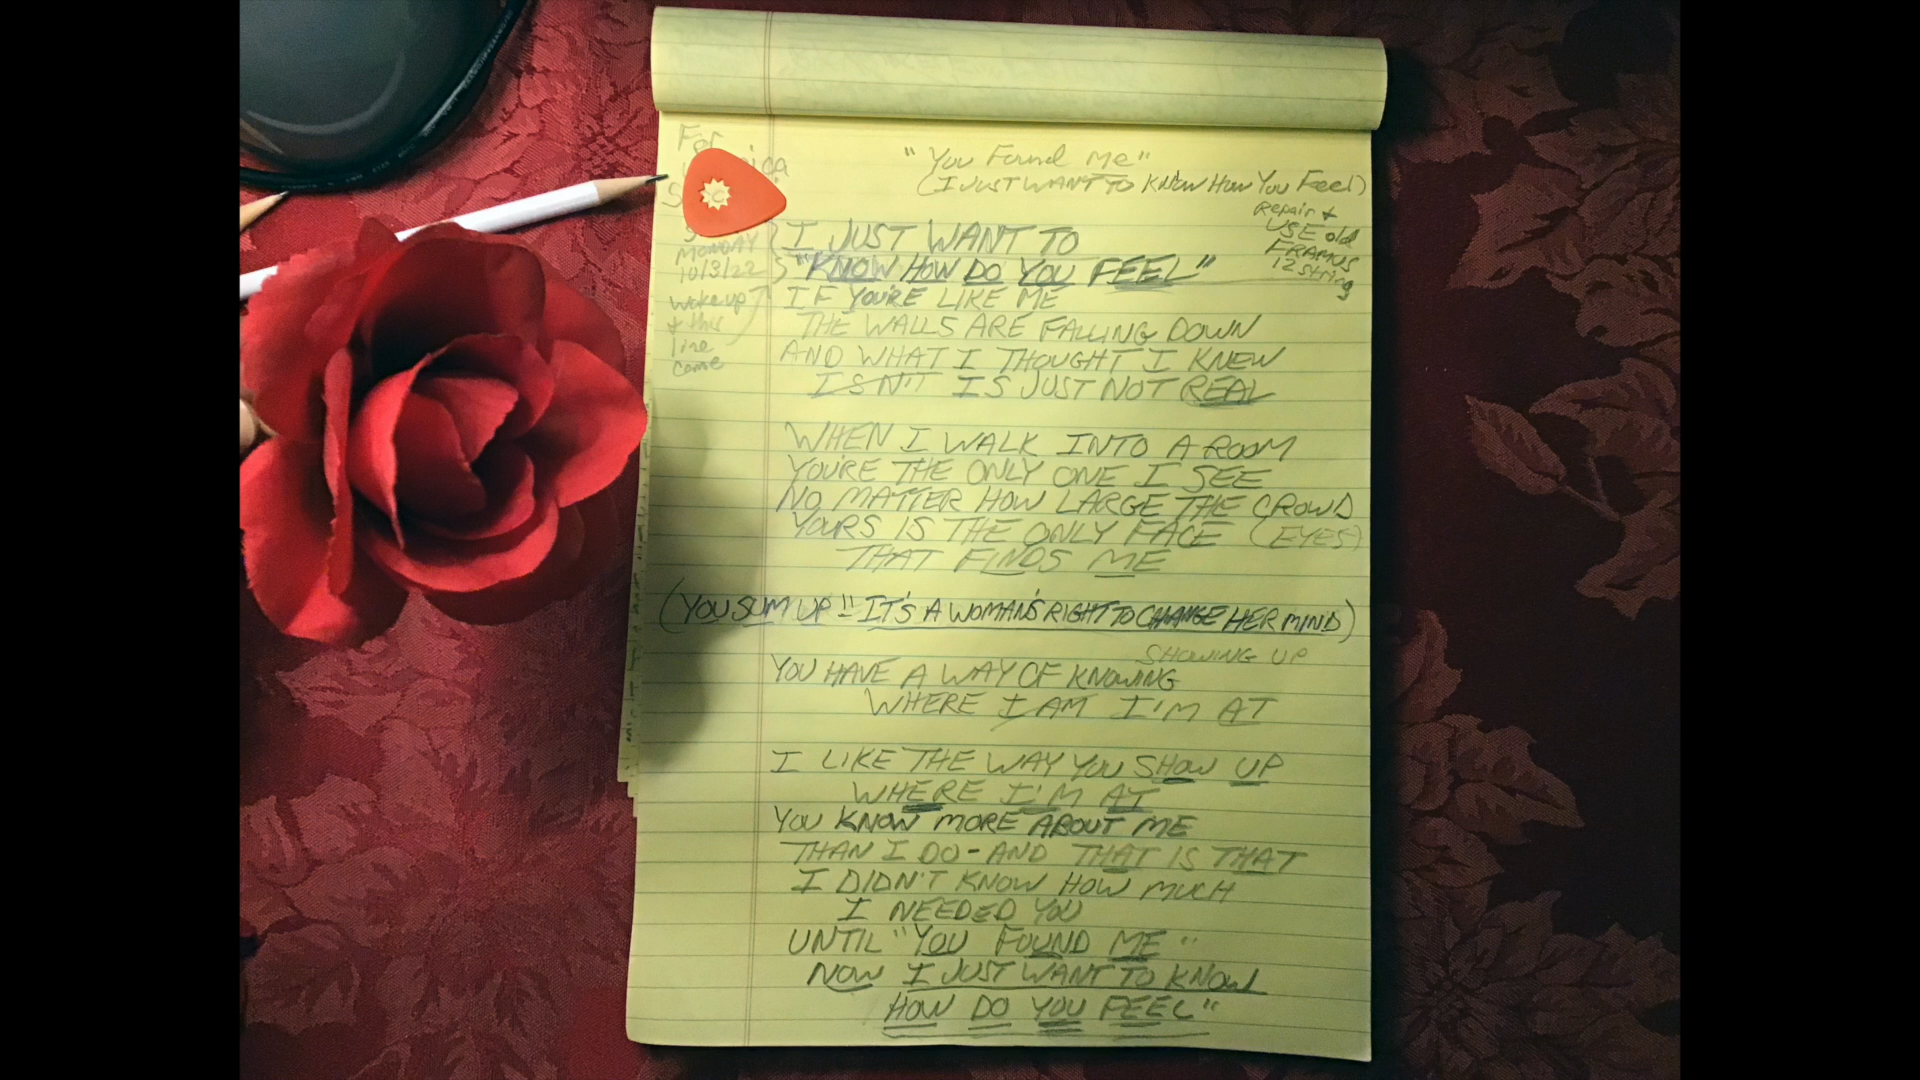 For
"You Found Me"
(I JUST WANT TO KNOW HOW YOU Feel)
Repair &
USE old
FRAMUS
12 string
MONDAY
10/3/22
Woke up
& this
line
came
I JUST WANT TO
"KNOW HOW DO YOU FEEL"
IF YOU'RE LIKE ME
THE WALLS ARE FALLING DOWN
AND WHAT I THOUGHT I KNEW
ISN'T IS JUST NOT REAL
WHEN I WALK INTO A ROOM
YOU'RE THE ONLY ONE I SEE
NO MATTER HOW LARGE THE CROWD
YOURS IS THE ONLY FACE (EYES)
THAT FINDS ME
(YOU SUM UP "IT'S A WOMAN'S RIGHT TO CHANGE HER MIND)
SHOWING UP
YOU HAVE A WAY OF KNOWING
WHERE I AM I'M AT
I LIKE THE WAY YOU SHOW UP
WHERE I'M AT
YOU KNOW MORE ABOUT ME
THAN I DO - AND THAT IS THAT
I DIDN'T KNOW HOW MUCH
I NEEDED YOU
UNTIL "YOU FOUND ME"
NOW I JUST WANT TO KNOW
HOW DO YOU FEEL"